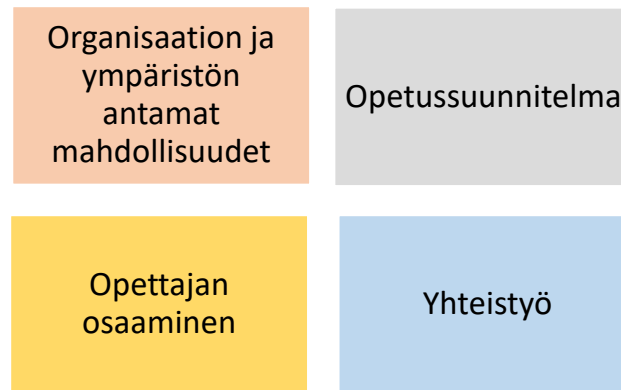 Organisaation ja
ympäristön
antamat
mahdollisuudet
Opetussuunnitelma
Opettajan
osaaminen
Yhteistyö